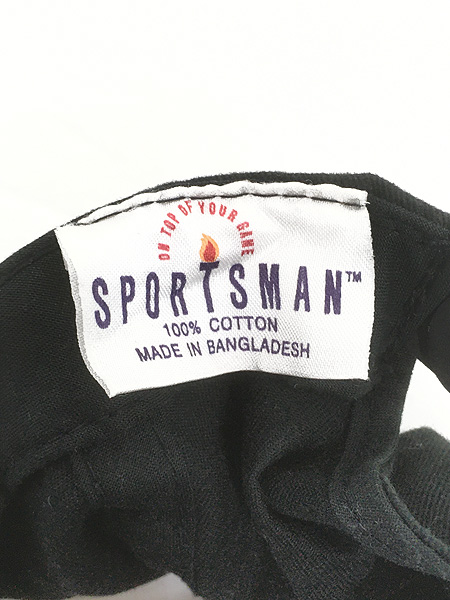 ON TOP OF YOUR GAME
SPORTSMAN™
100% COTTON
MADE IN BANGLADESH